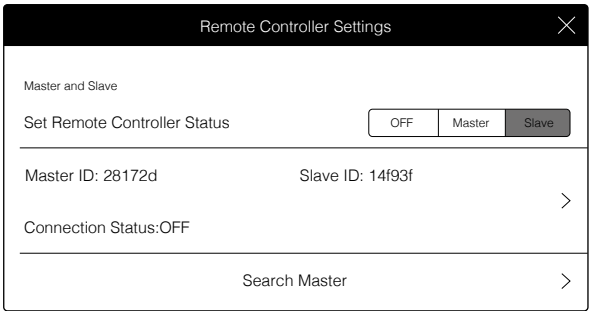 Remote Controller Settings
Master and Slave
Set Remote Controller Status OFF Master Slave
Master ID: 28172d Slave ID: 14f93f
Connection Status:OFF
Search Master